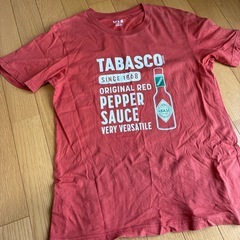 TABASCO
SINCE 1868
ORIGINAL RED
PEPPER
SAUCE
VERY VERSATILE